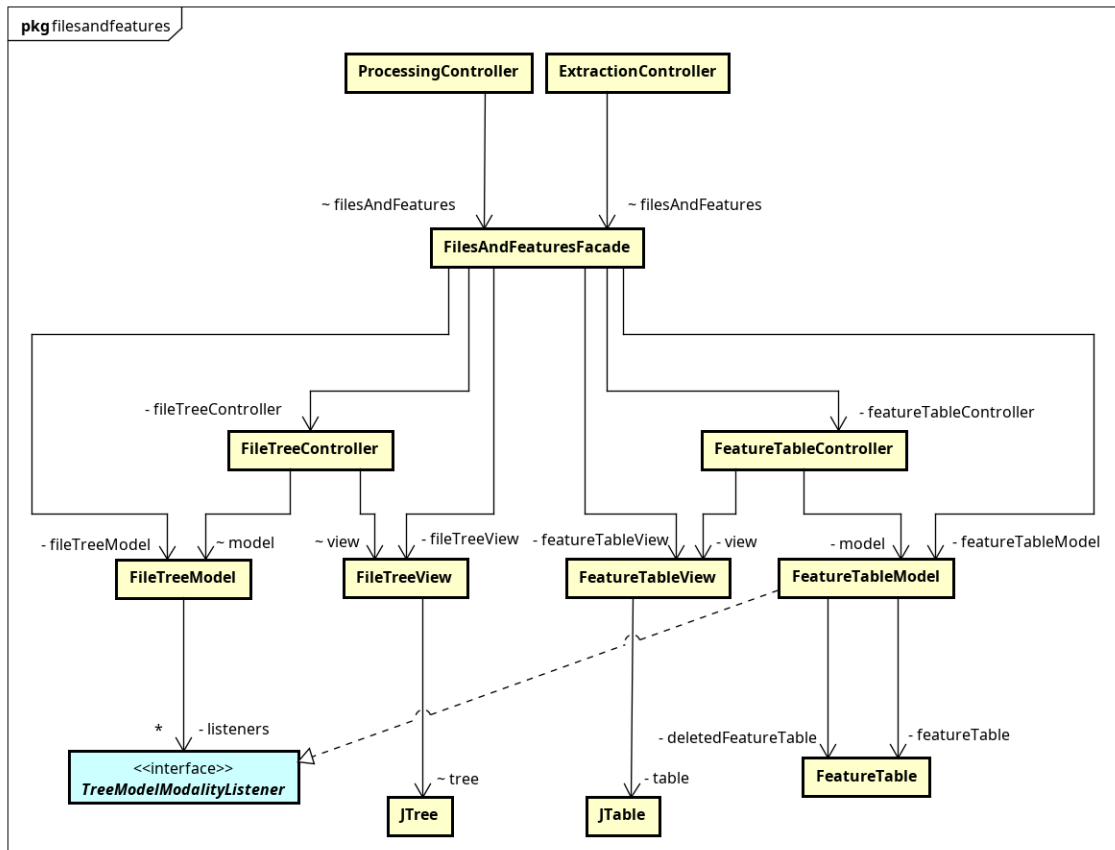 pkg filesandfeatures
ProcessingController
ExtractionController
~ filesAndFeatures
~ filesAndFeatures
FilesAndFeaturesFacade
- fileTreeController
- featureTableController
FileTreeController
FeatureTableController
- fileTreeModel
~ model
~ view
- fileTreeView
- featureTableView
- view
- model
- featureTableModel
FileTreeModel
FileTreeView
FeatureTableView
FeatureTableModel
*
- listeners
- deletedFeatureTable
- featureTable
<<interface>>
TreeModelModalityListener
~ tree
- table
FeatureTable
JTree
JTable